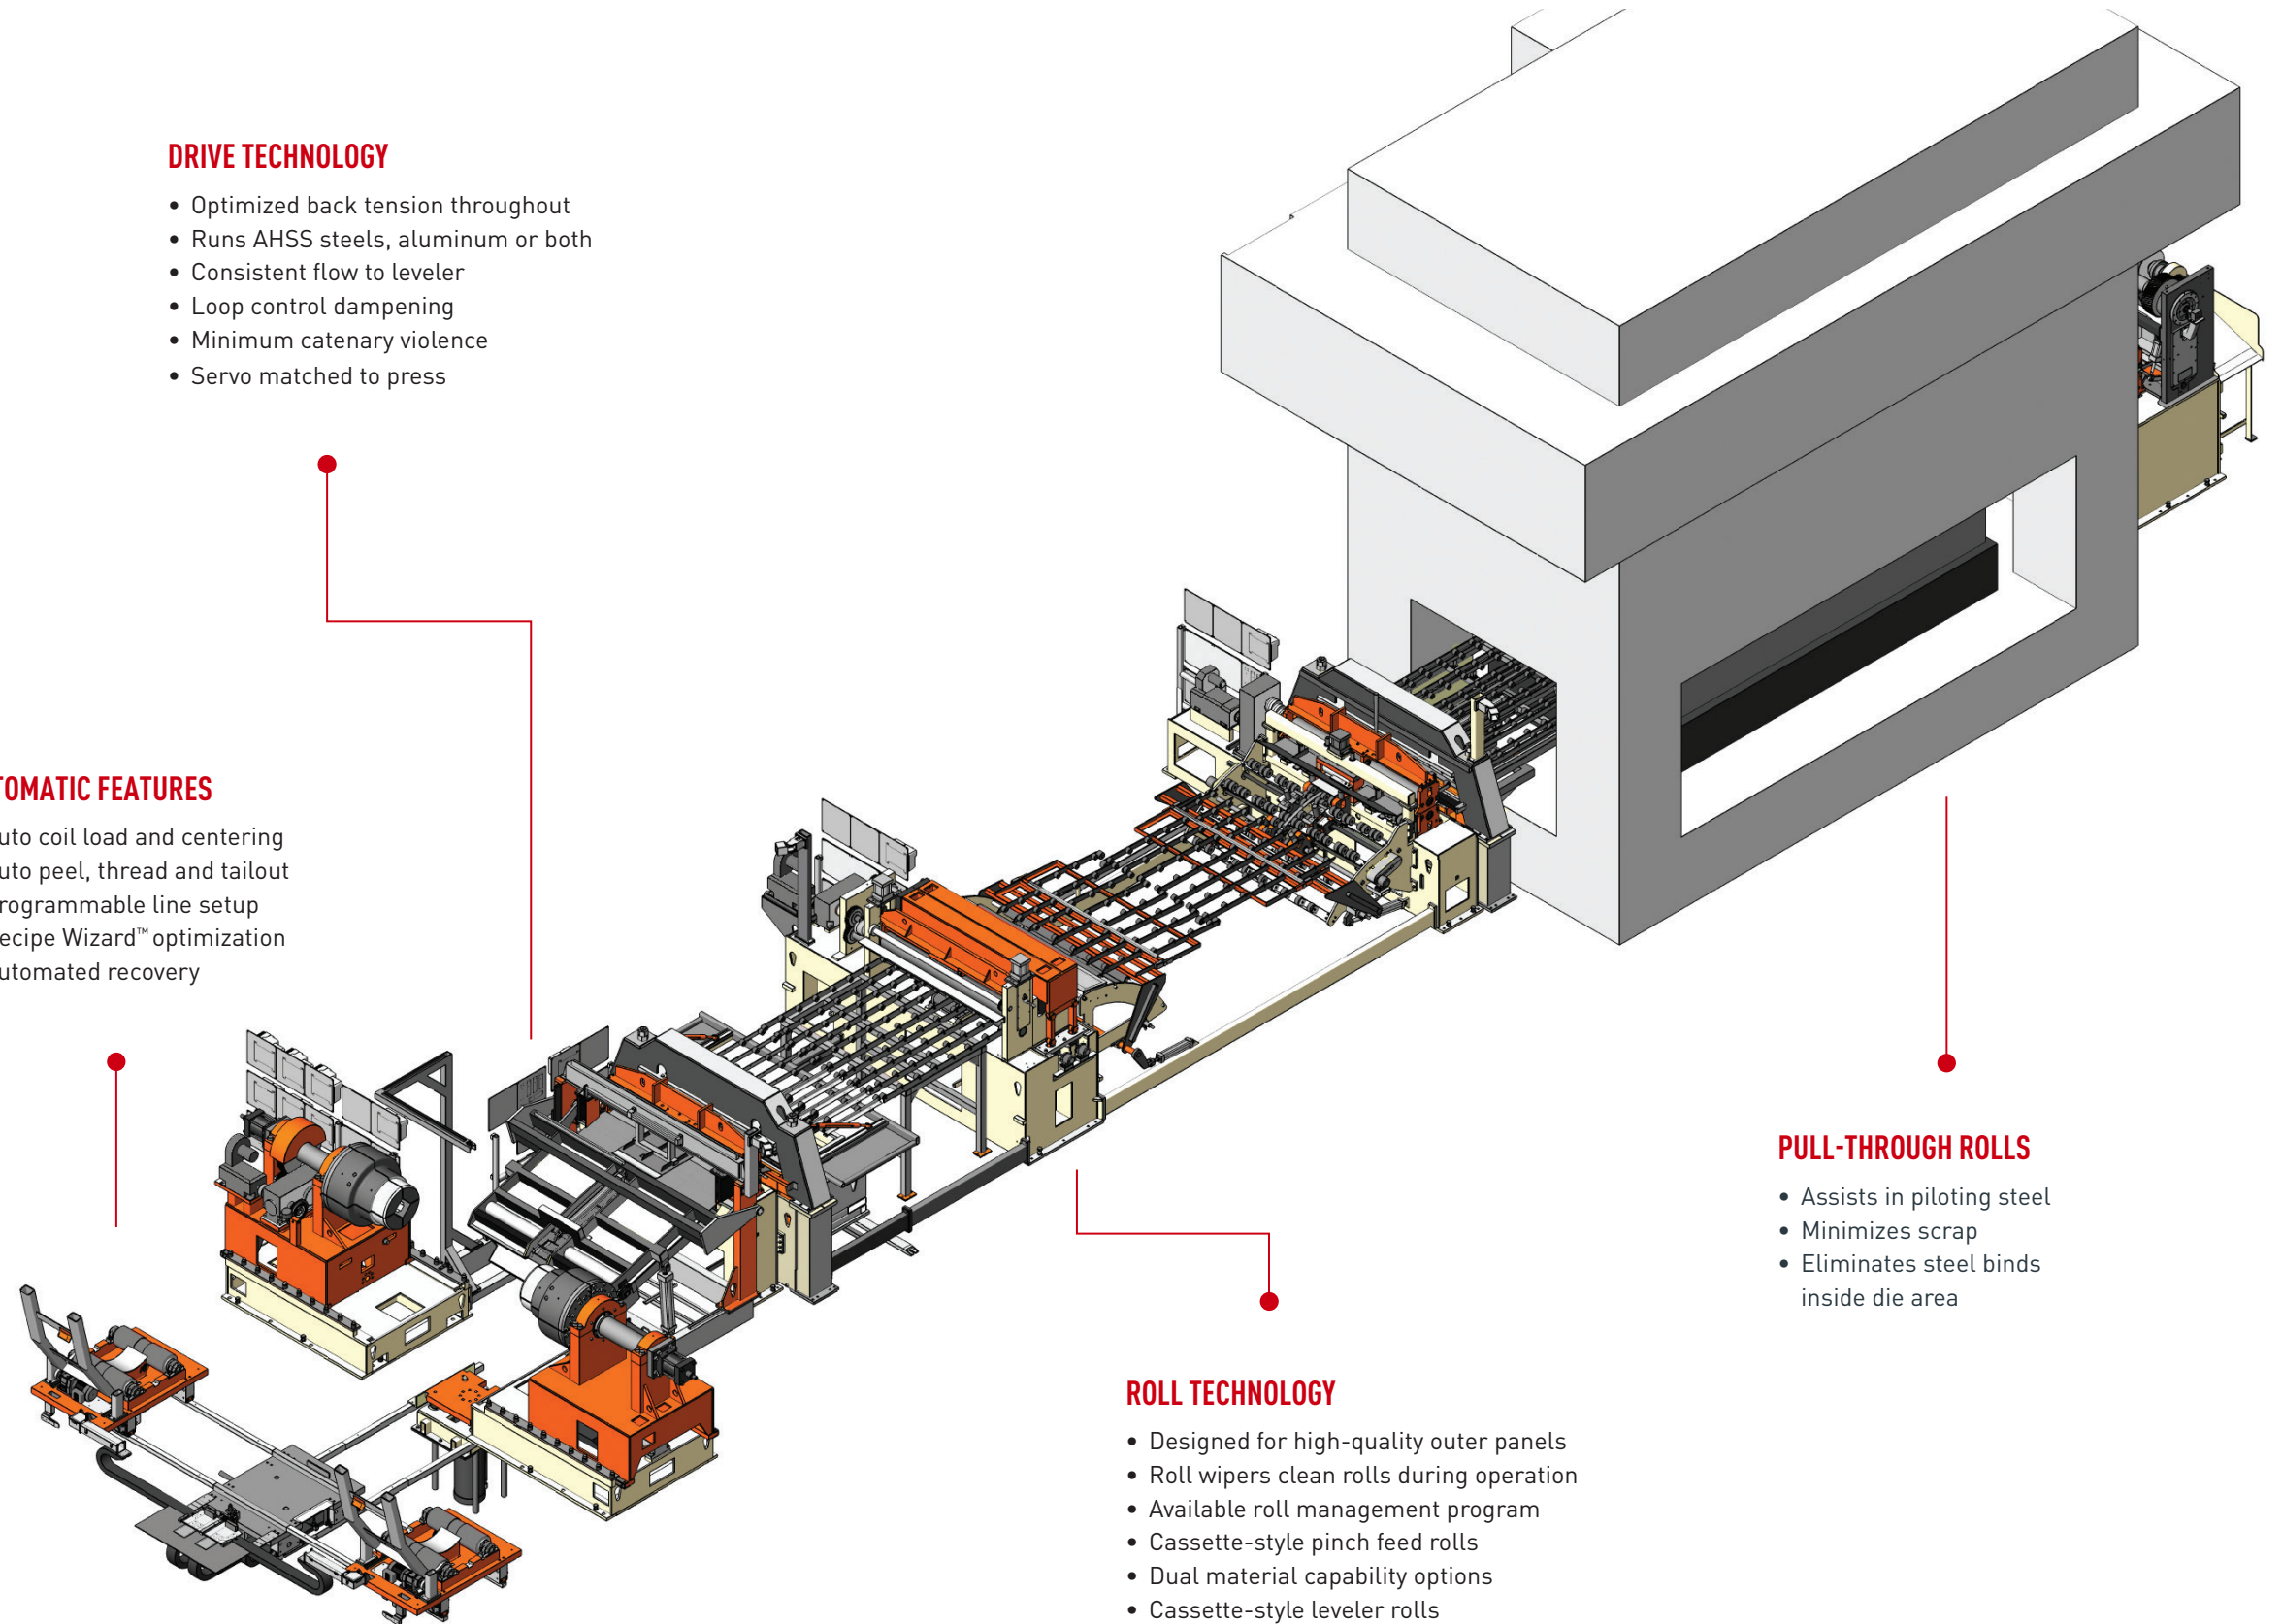 DRIVE TECHNOLOGY
• Optimized back tension throughout
• Runs AHSS steels, aluminum or both
• Consistent flow to leveler
• Loop control dampening
• Minimum catenary violence
• Servo matched to press
TOMATIC FEATURES
uto coil load and centering
uto peel, thread and tailout
rogrammable line setup
ecipe Wizard™ optimization
utomated recovery
PULL-THROUGH ROLLS
• Assists in piloting steel
• Minimizes scrap
• Eliminates steel binds
inside die area
ROLL TECHNOLOGY
• Designed for high-quality outer panels
• Roll wipers clean rolls during operation
• Available roll management program
• Cassette-style pinch feed rolls
• Dual material capability options
• Cassette-style leveler rolls